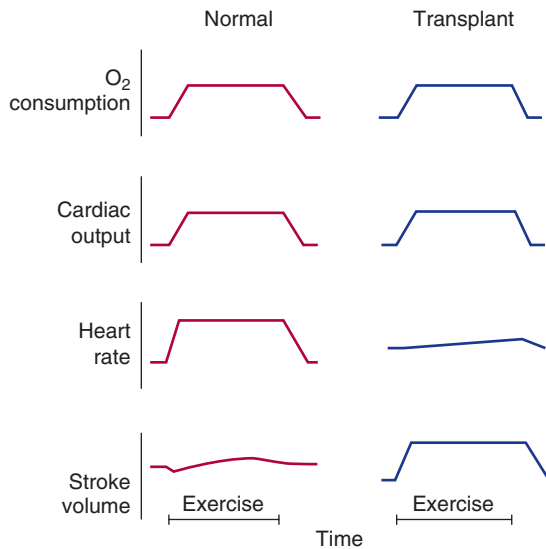 Normal Transplant
O₂
consumption
Cardiac
output
Heart
rate
Stroke
volume
Exercise Exercise
Time